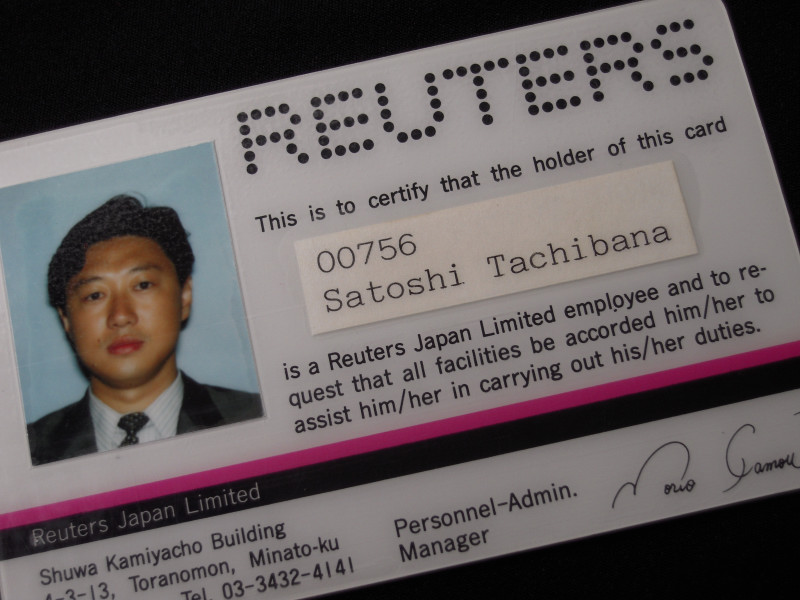 REUTERS
This is to certify that the holder of this card
00756
Satoshi Tachibana
is a Reuters Japan Limited employee and to re-
quest that all facilities be accorded him/her to
assist him/her in carrying out his/her duties.
Reuters Japan Limited
Shuwa Kamiyacho Building
4-3-13, Toranomon, Minato-ku
Tel. 03-3432-4141
Personnel-Admin.
Manager
Norio